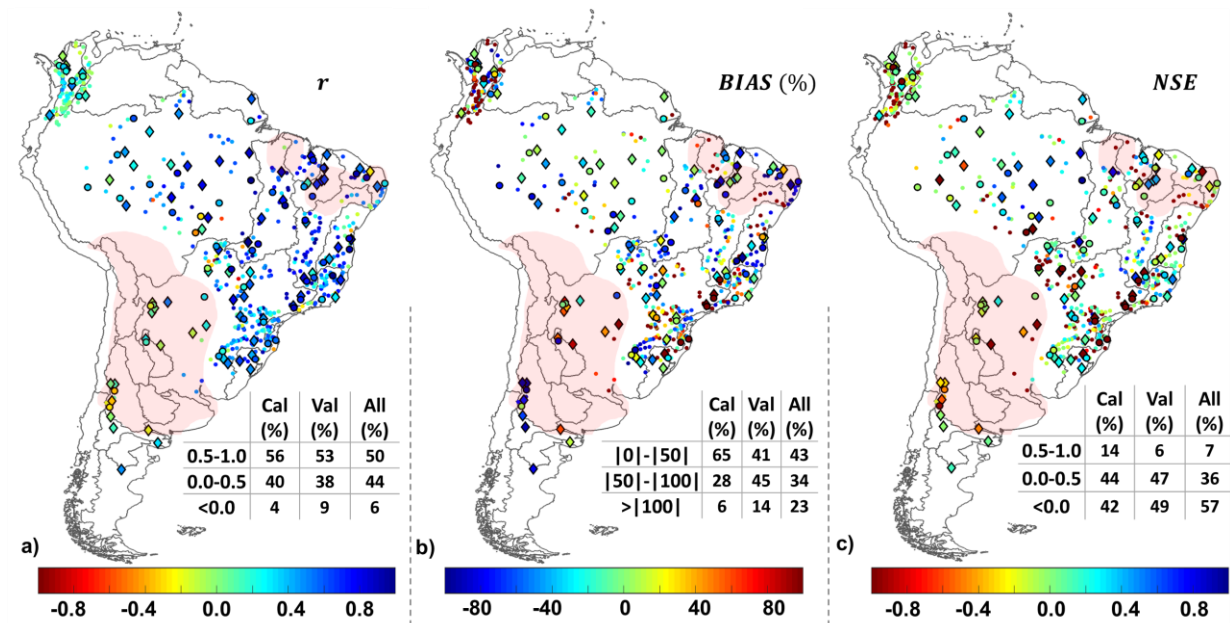 r
Cal Val All
(%) (%) (%)
0.5-1.0 56 53 50
0.0-0.5 40 38 44
<0.0 4 9 6
a)
-0.8 -0.4 0.0 0.4 0.8
BIAS (%)
Cal Val All
(%) (%) (%)
|0|-|50| 65 41 43
|50|-|100| 28 45 34
>|100| 6 14 23
b)
-80 -40 0 40 80
NSE
Cal Val All
(%) (%) (%)
0.5-1.0 14 6 7
0.0-0.5 44 47 36
<0.0 42 49 57
c)
-0.8 -0.4 0.0 0.4 0.8